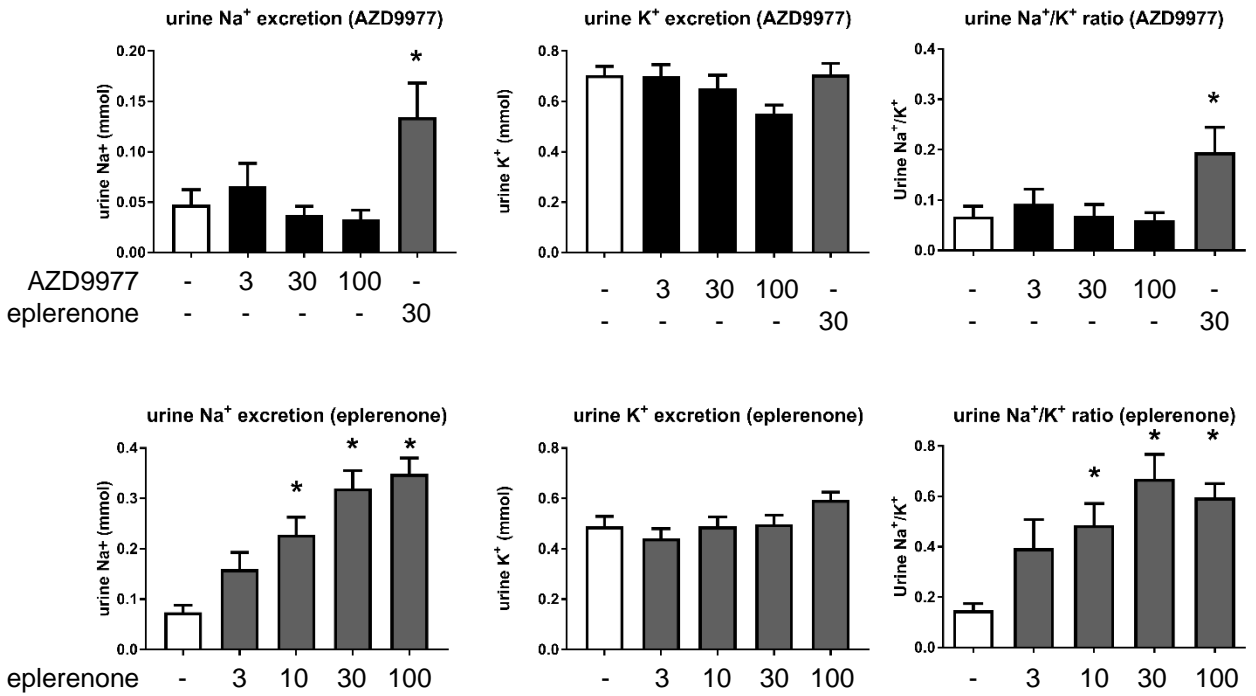 urine Na+ excretion (AZD9977)
urine Na+ (mmol)
0.20
0.15
0.10
0.05
0.00
*
AZD9977 - 3 30 100 -
eplerenone - - - - 30
urine K+ excretion (AZD9977)
urine K+ (mmol)
0.8
0.6
0.4
0.2
0.0
- 3 30 100 -
- - - - 30
urine Na+/K+ ratio (AZD9977)
Urine Na+/K+
0.4
0.3
0.2
0.1
0.0
*
- 3 30 100 -
- - - - 30
urine Na+ excretion (eplerenone)
urine Na+ (mmol)
0.4
0.3
0.2
0.1
0.0
* * *
eplerenone - 3 10 30 100
urine K+ excretion (eplerenone)
urine K+ (mmol)
0.8
0.6
0.4
0.2
0.0
- 3 10 30 100
urine Na+/K+ ratio (eplerenone)
Urine Na+/K+
0.8
0.6
0.4
0.2
0.0
* * *
- 3 10 30 100